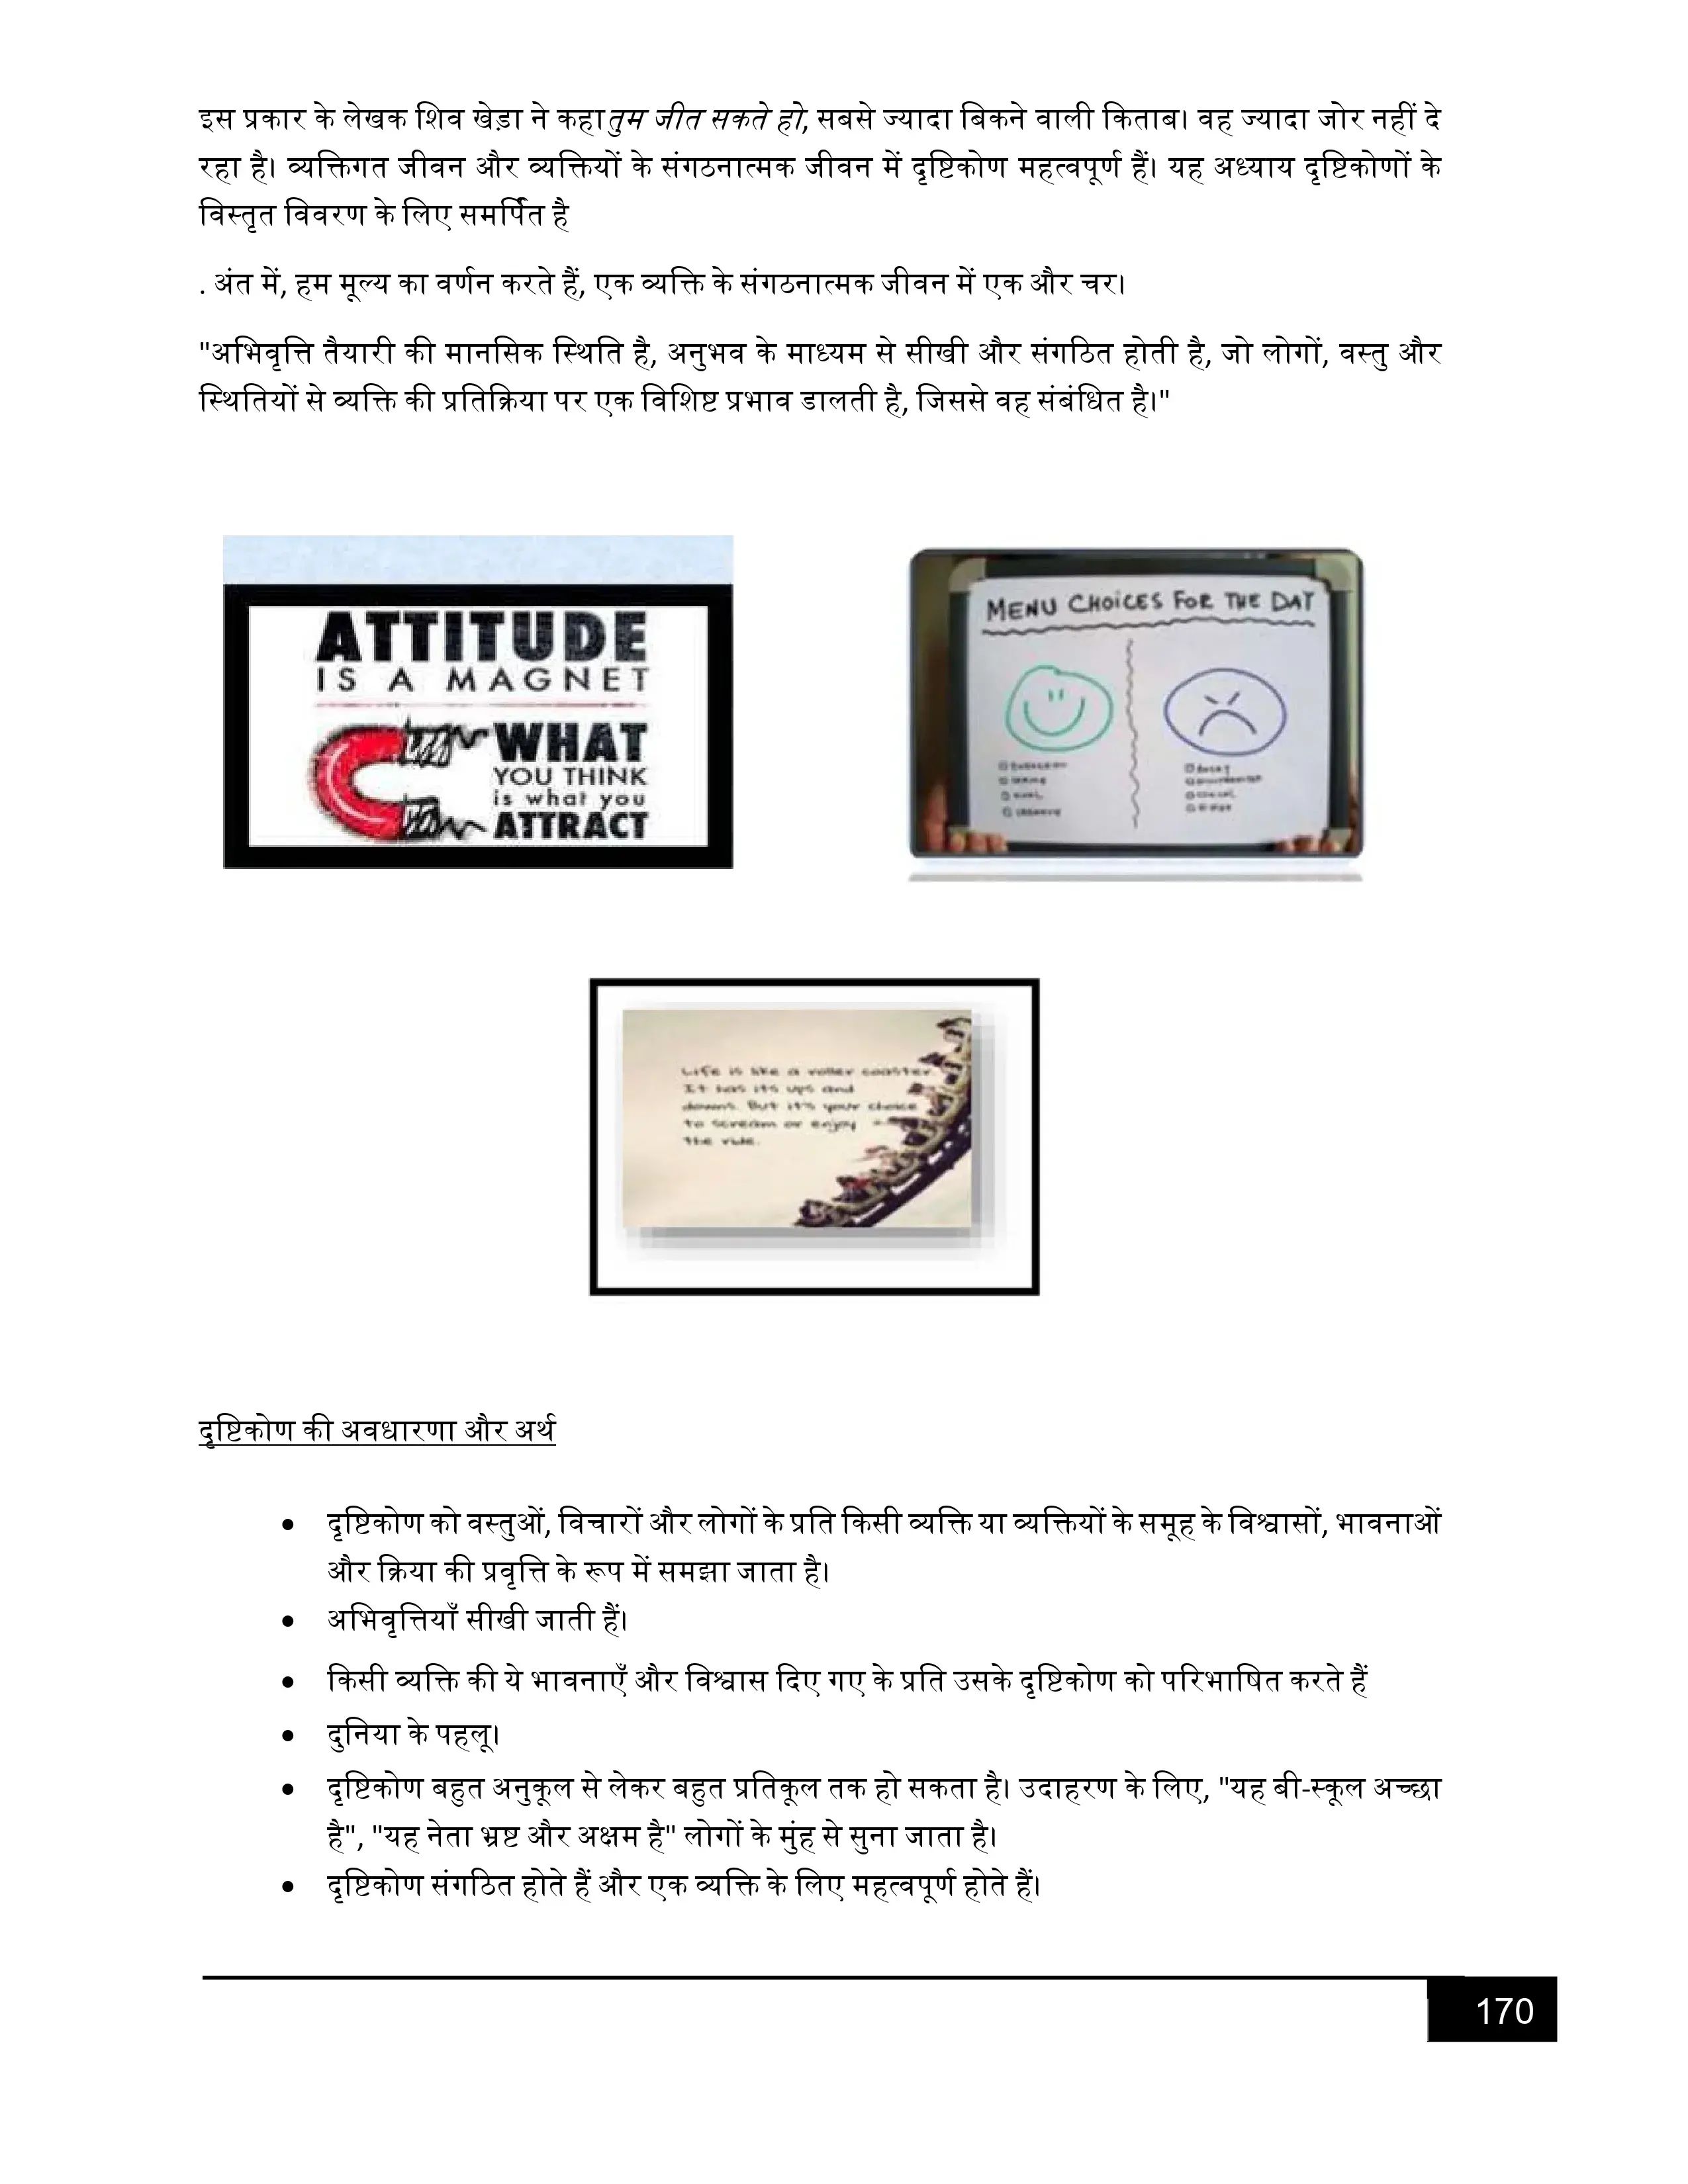 इस प्रकार के लेखक शिव खेड़ा ने कहातुम जीत सकते हो, सबसे ज्यादा बिकने वाली किताब। वह ज्यादा जोर नहीं दे
रहा है। व्यक्तिगत जीवन और व्यक्तियों के संगठनात्मक जीवन में दृष्टिकोण महत्वपूर्ण हैं। यह अध्याय दृष्टिकोणों के
विस्तृत विवरण के लिए समर्पित है
. अंत में, हम मूल्य का वर्णन करते हैं, एक व्यक्ति के संगठनात्मक जीवन में एक और चर।
"अभिवृत्ति तैयारी की मानसिक स्थिति है, अनुभव के माध्यम से सीखी और संगठित होती है, जो लोगों, वस्तु और
स्थितियों से व्यक्ति की प्रतिक्रिया पर एक विशिष्ट प्रभाव डालती है, जिससे वह संबंधित है।"
ATTITUDE
IS A MAGNET
WHAT
YOU THINK
is what you
ATTRACT
MENU CHOICES FOR THE DAY
Life is like a roller coaster.
It has its ups and
downs. But it's your choice
to scream or enjoy
the ride.
दृष्टिकोण की अवधारणा और अर्थ
• दृष्टिकोण को वस्तुओं, विचारों और लोगों के प्रति किसी व्यक्ति या व्यक्तियों के समूह के विश्वासों, भावनाओं
और क्रिया की प्रवृत्ति के रूप में समझा जाता है।
• अभिवृत्तियाँ सीखी जाती हैं।
• किसी व्यक्ति की ये भावनाएँ और विश्वास दिए गए के प्रति उसके दृष्टिकोण को परिभाषित करते हैं
• दुनिया के पहलू।
• दृष्टिकोण बहुत अनुकूल से लेकर बहुत प्रतिकूल तक हो सकता है। उदाहरण के लिए, "यह बी-स्कूल अच्छा
है", "यह नेता भ्रष्ट और अक्षम है" लोगों के मुंह से सुना जाता है।
• दृष्टिकोण संगठित होते हैं और एक व्यक्ति के लिए महत्वपूर्ण होते हैं।
170